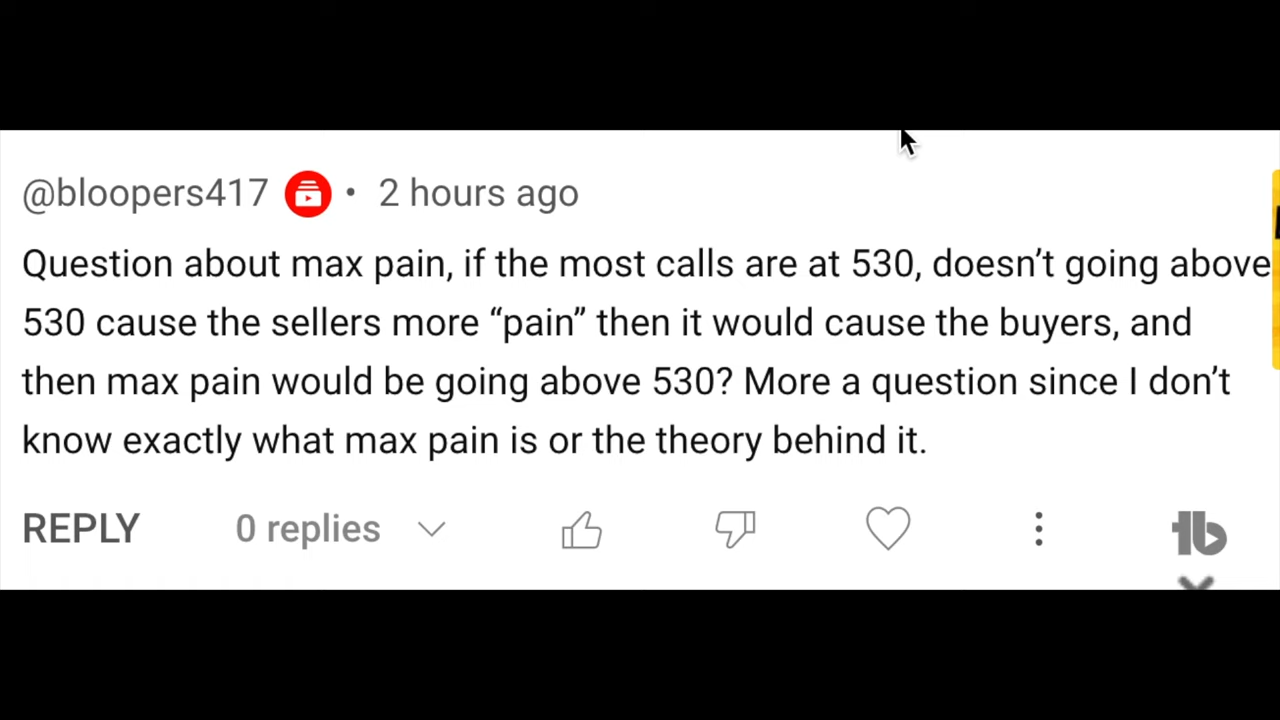 @bloopers417 • 2 hours ago
Question about max pain, if the most calls are at 530, doesn’t going above
530 cause the sellers more “pain” then it would cause the buyers, and
then max pain would be going above 530? More a question since I don’t
know exactly what max pain is or the theory behind it.
REPLY 0 replies